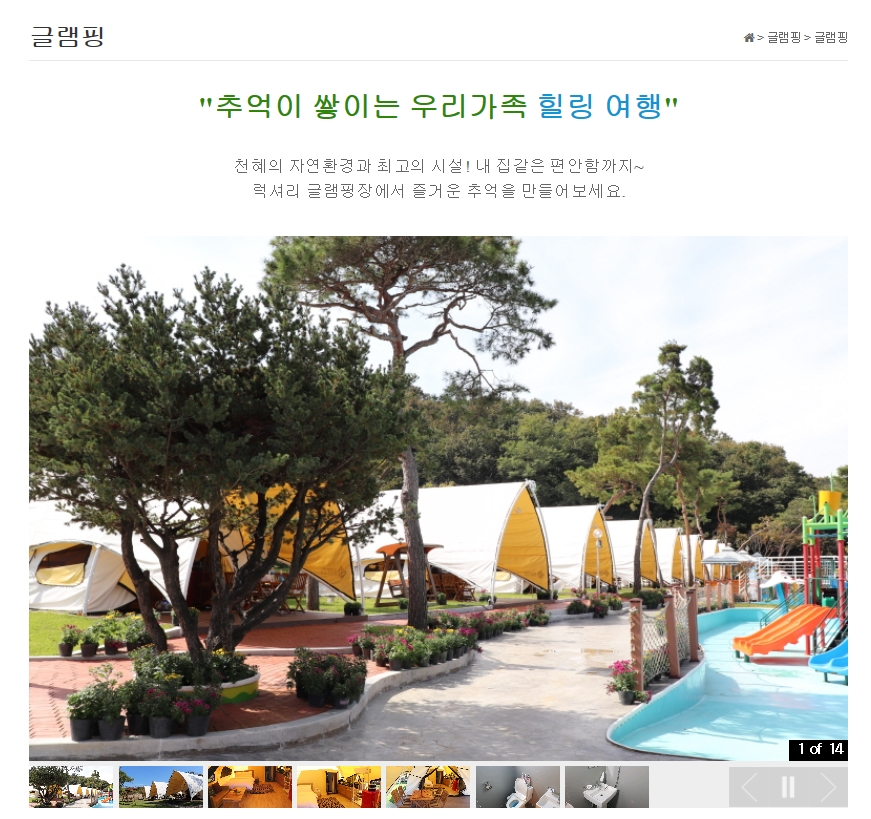 글램핑
> 글램핑 > 글램핑
"추억이 쌓이는 우리가족 힐링 여행"
천혜의 자연환경과 최고의 시설! 내 집같은 편안함까지~
럭셔리 글램핑장에서 즐거운 추억을 만들어보세요.
1 of 14